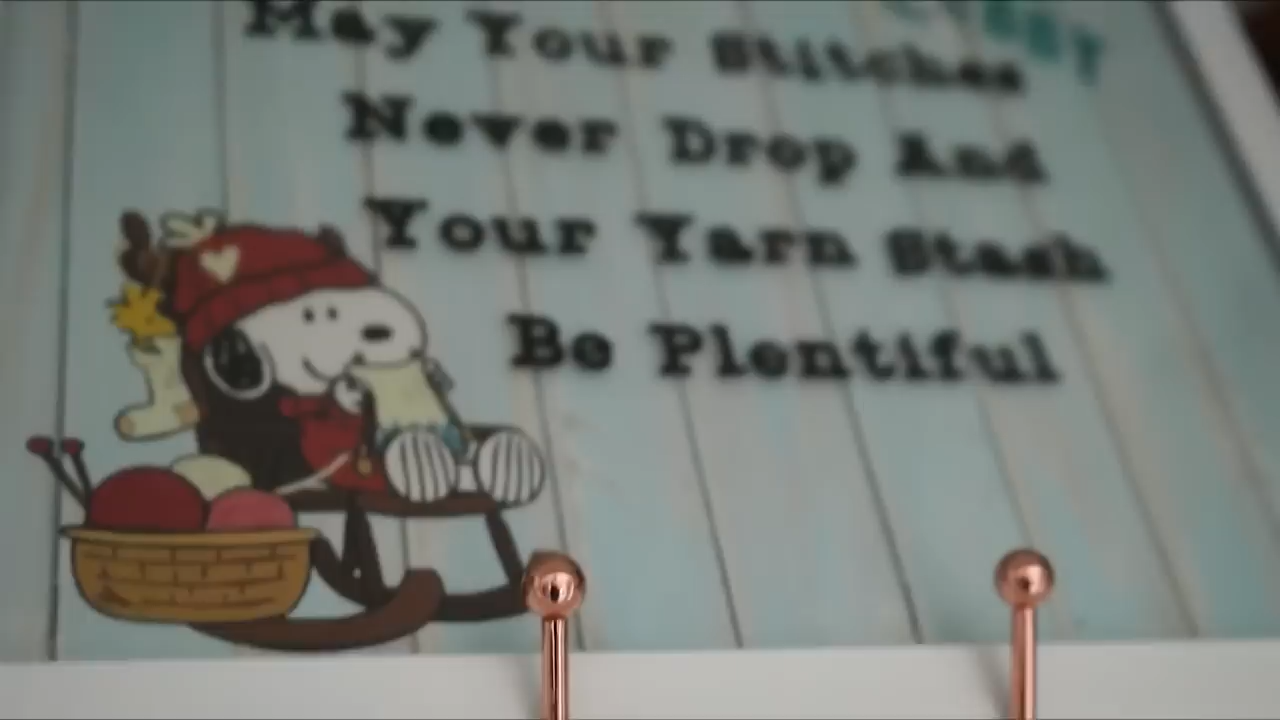 May Your Stitches
Never Drop And
Your Yarn Stash
Be Plentiful